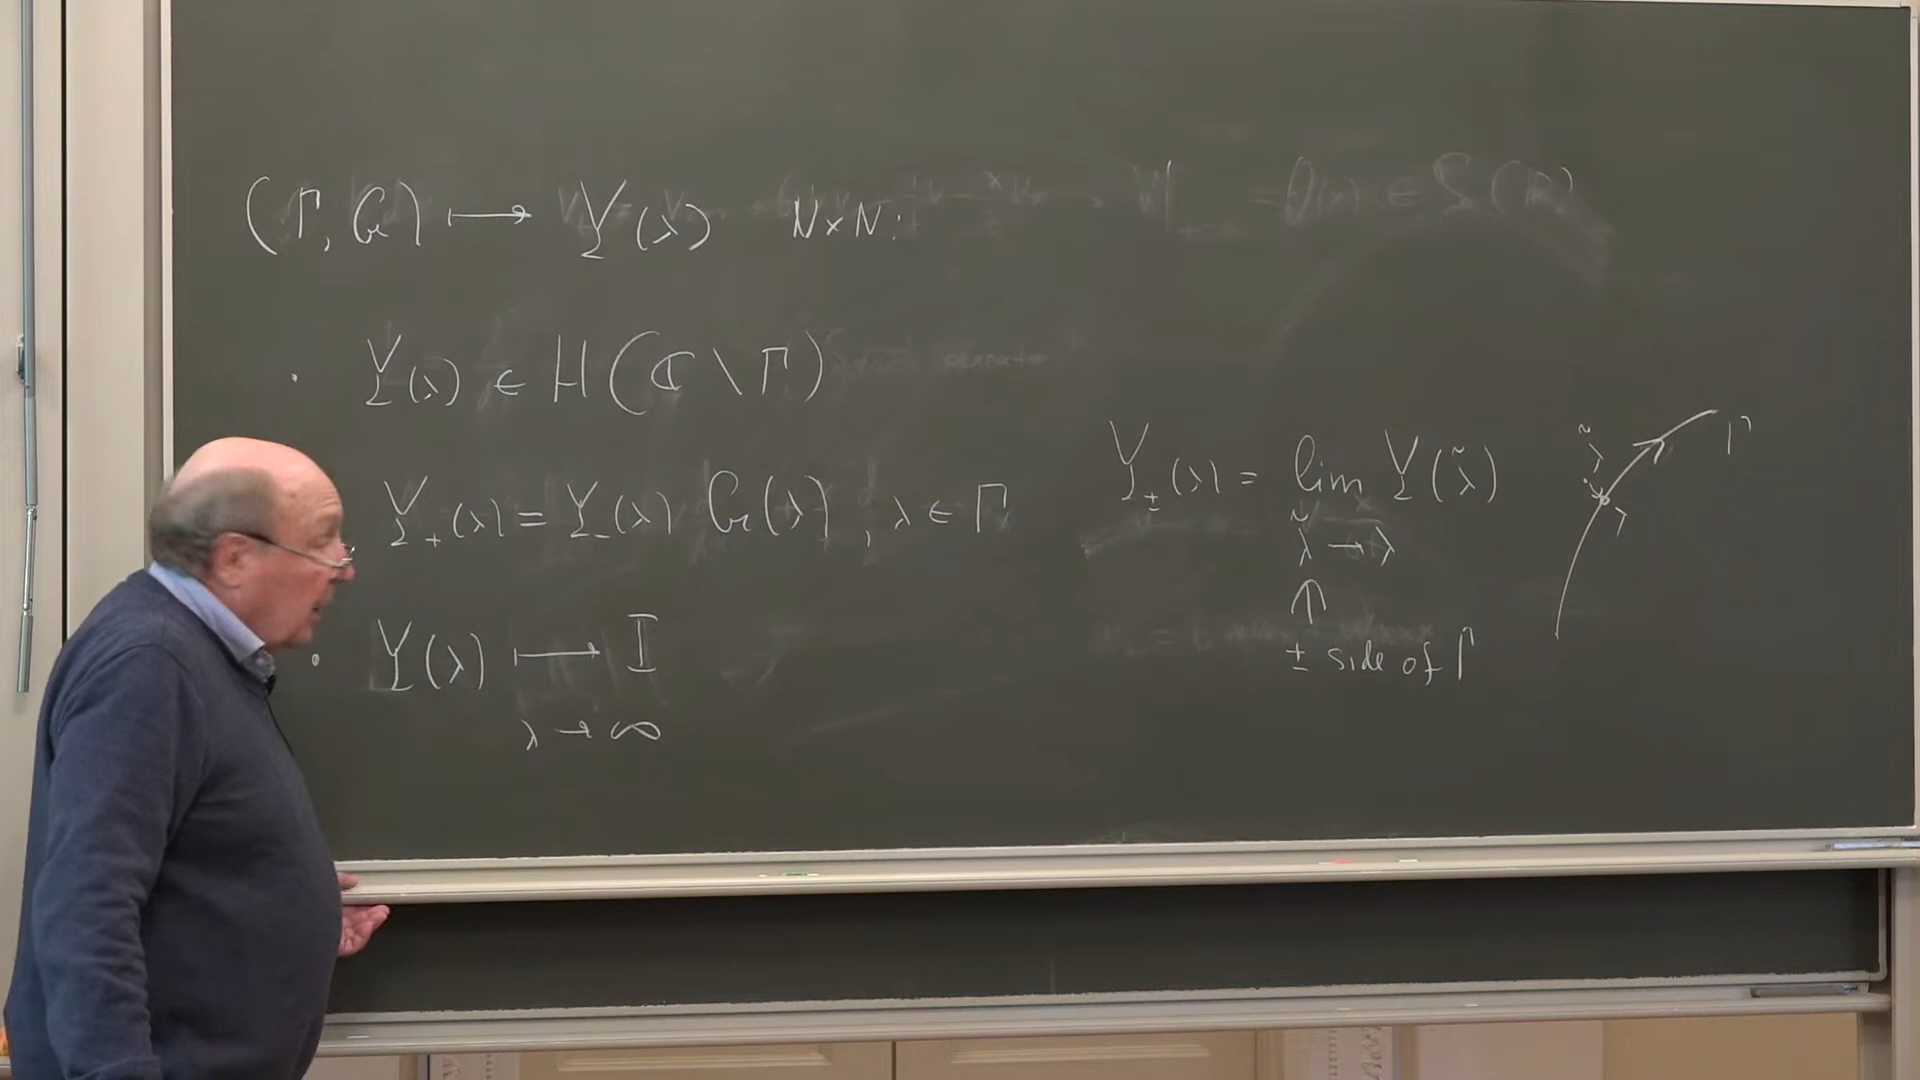 (Γ, G) ⟼ Y(λ) N×N:
· Y(λ) ∈ H(ℂ \ Γ)
· Y₊(λ) = Y₋(λ) G(λ), λ ∈ Γ
· Y(λ) ⟼ I
λ → ∞
Y±(λ) = lim Y(λ̃)
λ̃ → λ
↑
± side of Γ
λ̃
λ
Γ